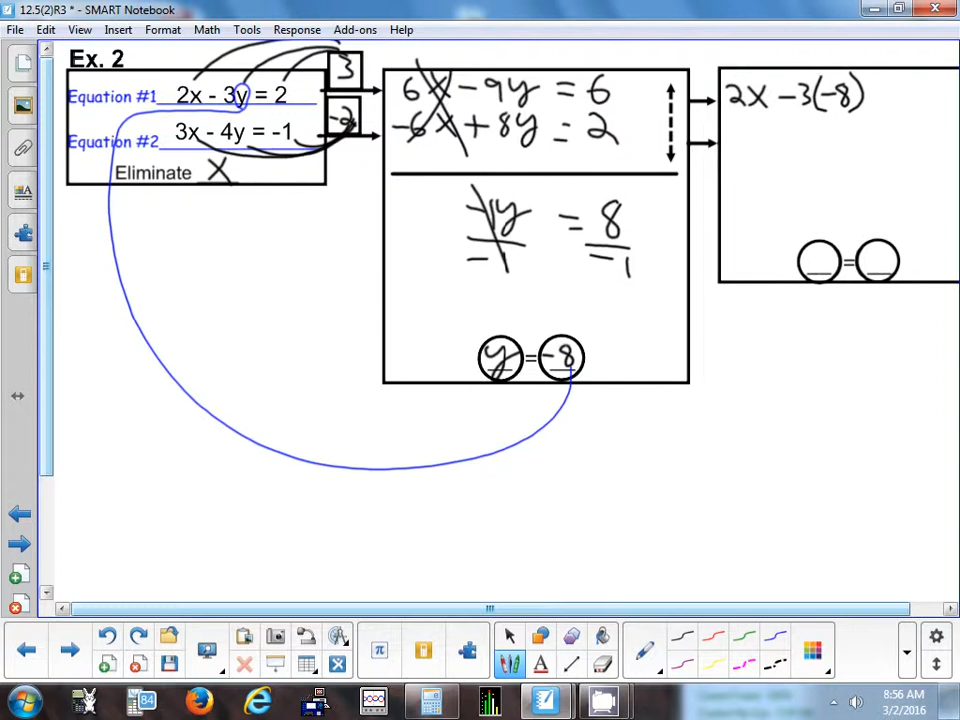 12.5(2)R3 * - SMART Notebook
File Edit View Insert Format Math Tools Response Addons Help
Ex. 2
Equation #1 2x - 3y = 2
3
Equation #2 3x - 4y = -1
-2
Eliminate X
6x - 9y = 6
-6x + 8y = 2
-1y = 8
-1 -1
y = -8
2x - 3(-8)
=
84
π
A
8:56 AM
3/2/2016